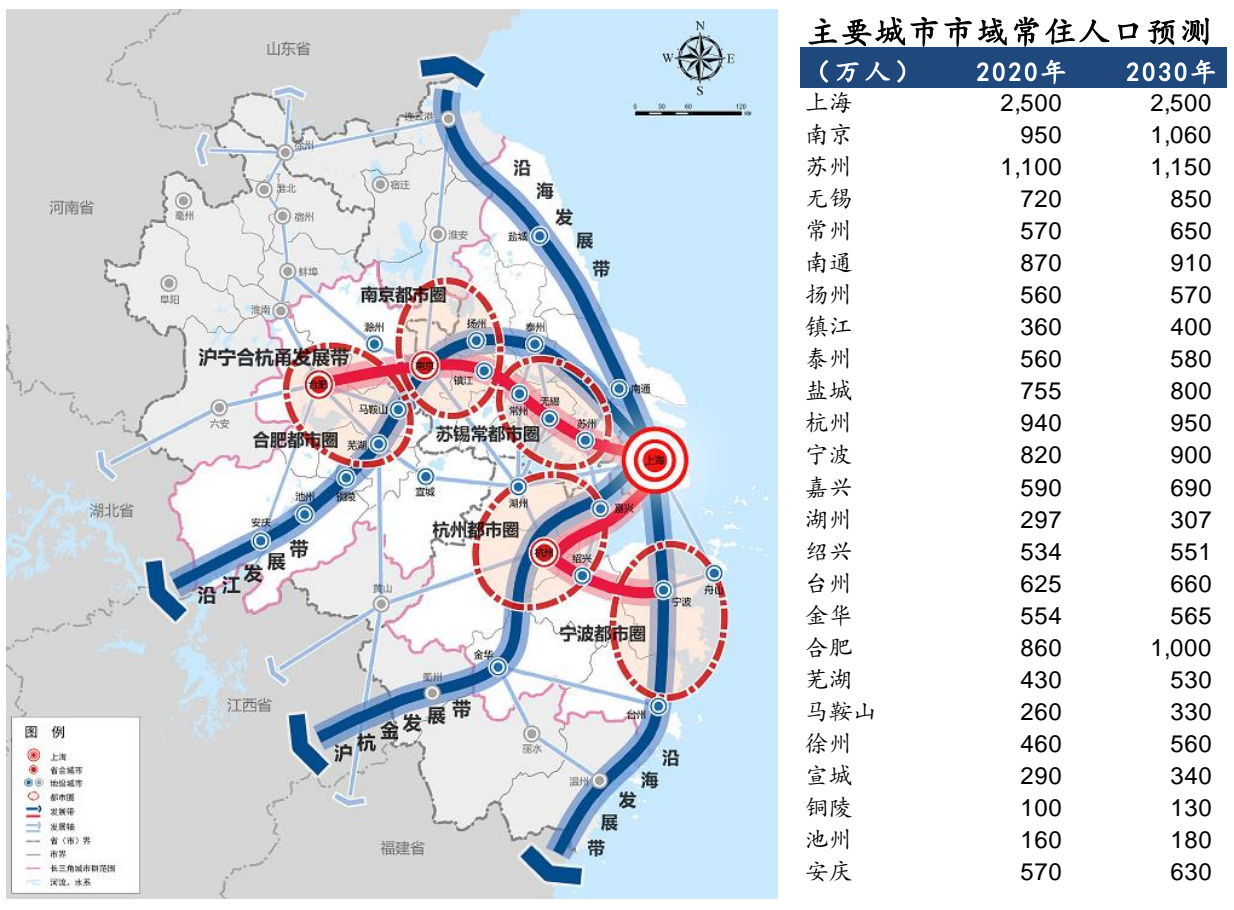 山东省
N
W
E
S
0 30 60 120
KM
连云港
徐州
淮北
宿迁
河南省
亳州
宿州
沿海发展带
淮安
盐城
蚌埠
阜阳
淮南
南京都市圈
滁州
扬州
泰州
沪宁合杭甬发展带
合肥
南京
镇江
南通
六安
马鞍山
常州
无锡
合肥都市圈
芜湖
苏锡常都市圈
苏州
上海
湖北省
池州
铜陵
宣城
湖州
嘉兴
安庆
杭州都市圈
杭州
绍兴
沿江发展带
黄山
舟山
宁波
宁波都市圈
金华
衢州
江西省
沪杭金发展带
台州
丽水
温州
沿海发展带
福建省
图 例
上海
省会城市
地级城市
都市圈
发展带
发展轴
省（市）界
市界
长三角城市群范围
河流、水系
主要城市市域常住人口预测
（万人） 2020年 2030年
上海 2,500 2,500
南京 950 1,060
苏州 1,100 1,150
无锡 720 850
常州 570 650
南通 870 910
扬州 560 570
镇江 360 400
泰州 560 580
盐城 755 800
杭州 940 950
宁波 820 900
嘉兴 590 690
湖州 297 307
绍兴 534 551
台州 625 660
金华 554 565
合肥 860 1,000
芜湖 430 530
马鞍山 260 330
徐州 460 560
宣城 290 340
铜陵 100 130
池州 160 180
安庆 570 630